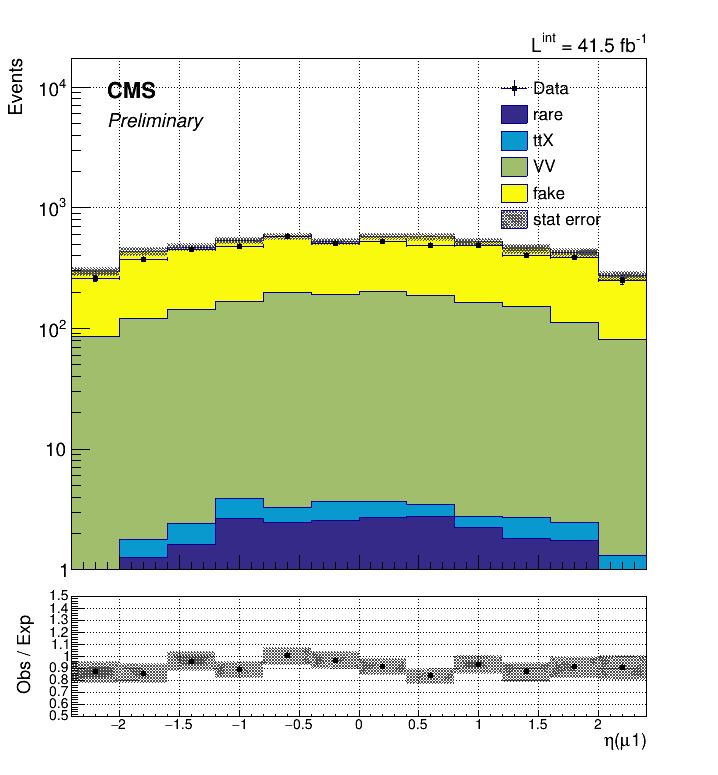 L^int = 41.5 fb^-1
Events
CMS
Preliminary
Data
rare
ttX
VV
fake
stat error
10^4
10^3
10^2
10
1
Obs / Exp
1.5
1.4
1.3
1.2
1.1
1
0.9
0.8
0.7
0.6
0.5
−2 −1.5 −1 −0.5 0 0.5 1 1.5 2
η(μ1)